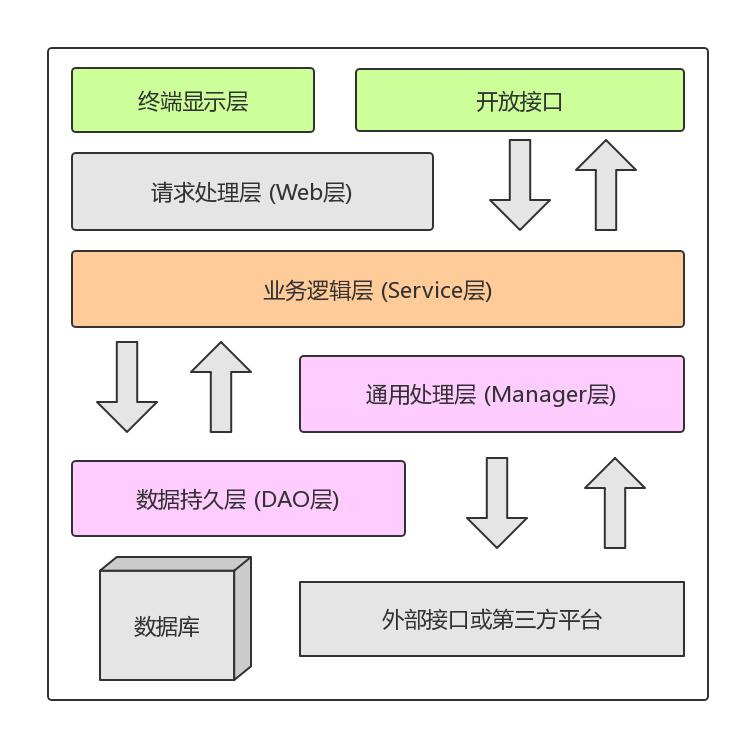 终端显示层
开放接口
请求处理层 (Web层)
业务逻辑层 (Service层)
通用处理层 (Manager层)
数据持久层 (DAO层)
数据库
外部接口或第三方平台